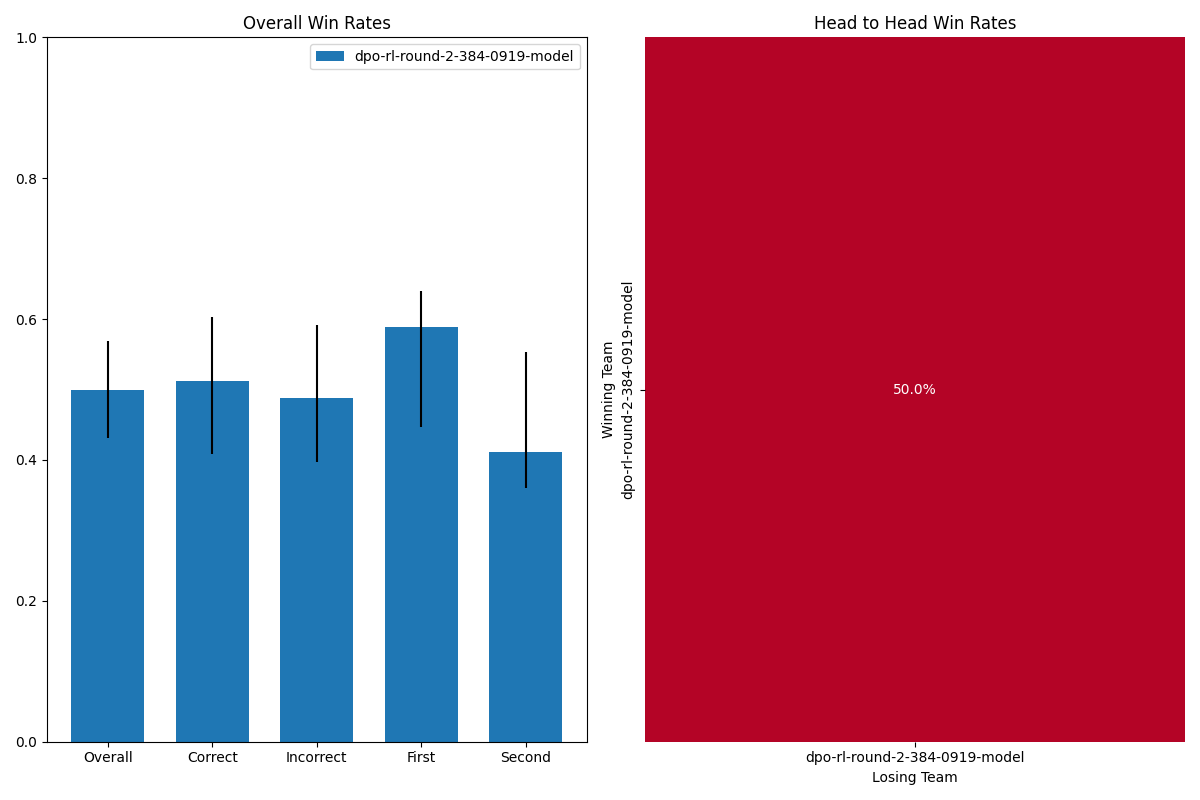 Overall Win Rates
dpo-rl-round-2-384-0919-model
1.0
0.8
0.6
0.4
0.2
0.0
Overall Correct Incorrect First Second
Head to Head Win Rates
Winning Team
dpo-rl-round-2-384-0919-model
50.0%
dpo-rl-round-2-384-0919-model
Losing Team